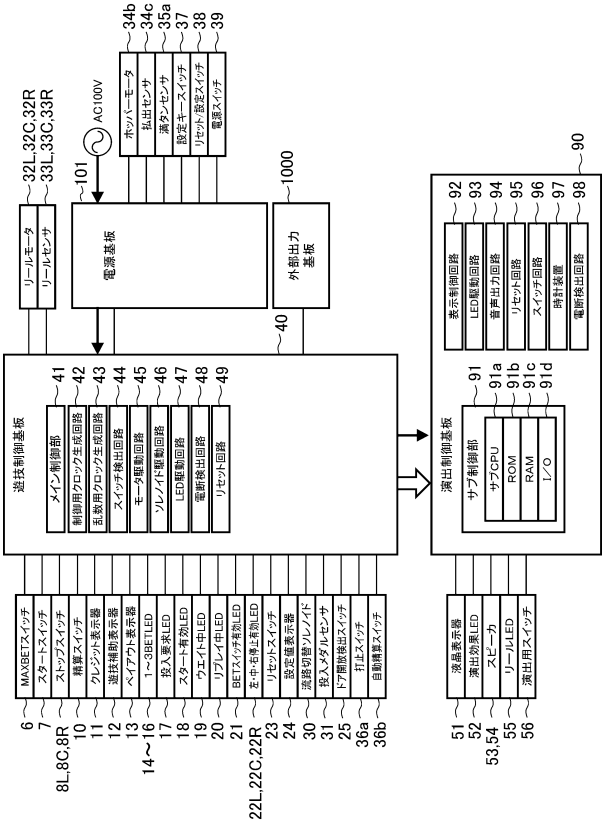 32L,32C,32R
33L,33C,33R
リールモータ
リールセンサ
AC100V
101
電源基板
34b
34c
35a
37
38
39
ホッパーモータ
払出センサ
満タンセンサ
設定キースイッチ
リセット/設定スイッチ
電源スイッチ
1000
外部出力
基板
40
遊技制御基板
メイン制御部
41
制御用クロック生成回路
42
乱数用クロック生成回路
43
スイッチ検出回路
44
モータ駆動回路
45
ソレノイド駆動回路
46
LED駆動回路
47
電断検出回路
48
リセット回路
49
MAXBETスイッチ
6
スタートスイッチ
7
ストップスイッチ
8L,8C,8R
精算スイッチ
10
クレジット表示器
11
遊技補助表示器
12
ペイアウト表示器
13
1～3BETLED
14～16
投入要求LED
17
スタート有効LED
18
ウエイト中LED
19
リプレイ中LED
20
BETスイッチ有効LED
21
左・中・右停止有効LED
22L,22C,22R
リセットスイッチ
23
設定値表示器
24
流路切替ソレノイド
30
投入メダルセンサ
31
ドア開放検出スイッチ
25
打止スイッチ
36a
自動精算スイッチ
36b
90
演出制御基板
サブ制御部
91
サブCPU
91a
ROM
91b
RAM
91c
I/O
91d
表示制御回路
92
LED駆動回路
93
音声出力回路
94
リセット回路
95
スイッチ回路
96
時計装置
97
電断検出回路
98
液晶表示器
51
演出効果LED
52
スピーカ
53,54
リールLED
55
演出用スイッチ
56